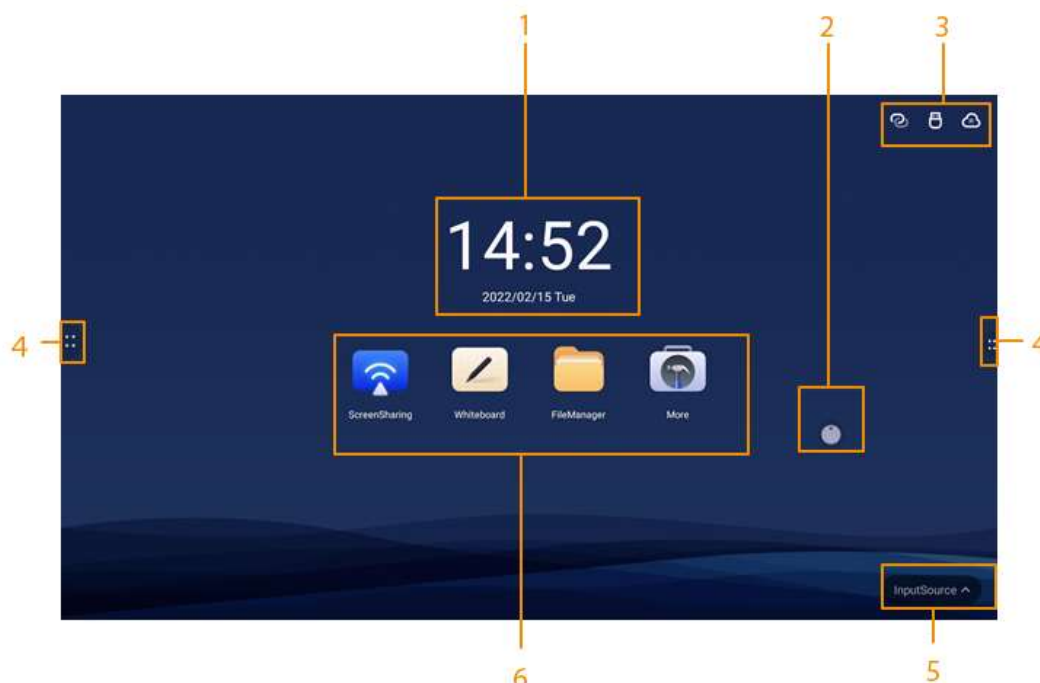 1 2 3
14:52
2022/02/15 Tue
4 4
ScreenSharing Whiteboard FileManager More
InputSource
6 5